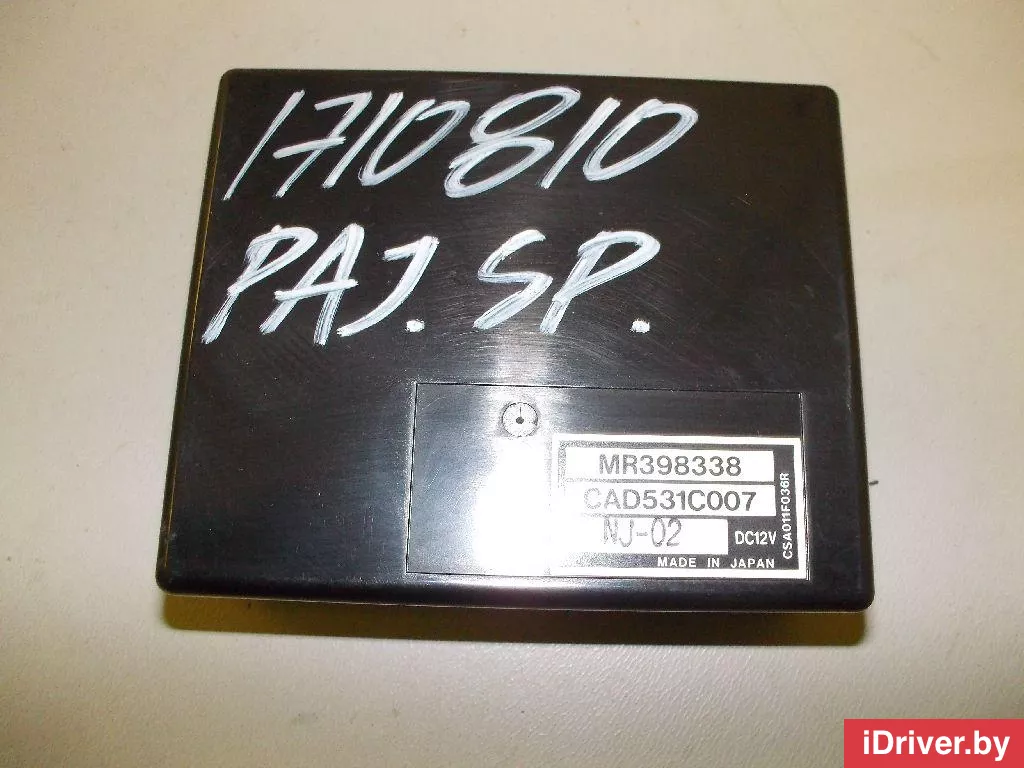 1710810
PAJ. SP.
MR398338
CAD531C007
NJ-02
DC12V
MADE IN JAPAN
CSA011F036R
iDriver.by